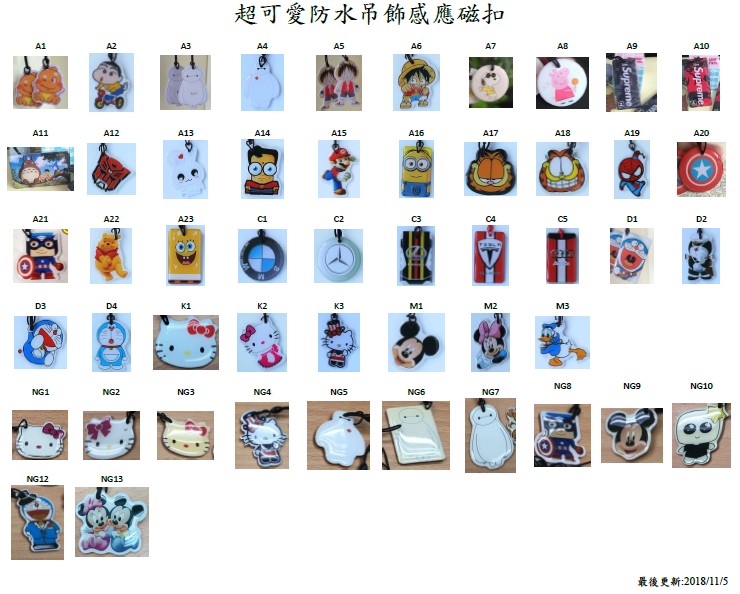 超可愛防水吊飾感應磁扣
A1 A2 A3 A4 A5 A6 A7 A8 A9 A10
Supreme Supreme
A11 A12 A13 A14 A15 A16 A17 A18 A19 A20
A21 A22 A23 C1 C2 C3 C4 C5 D1 D2
TESLA
D3 D4 K1 K2 K3 M1 M2 M3
NG1 NG2 NG3 NG4 NG5 NG6 NG7 NG8 NG9 NG10
NG12 NG13
最後更新:2018/11/5